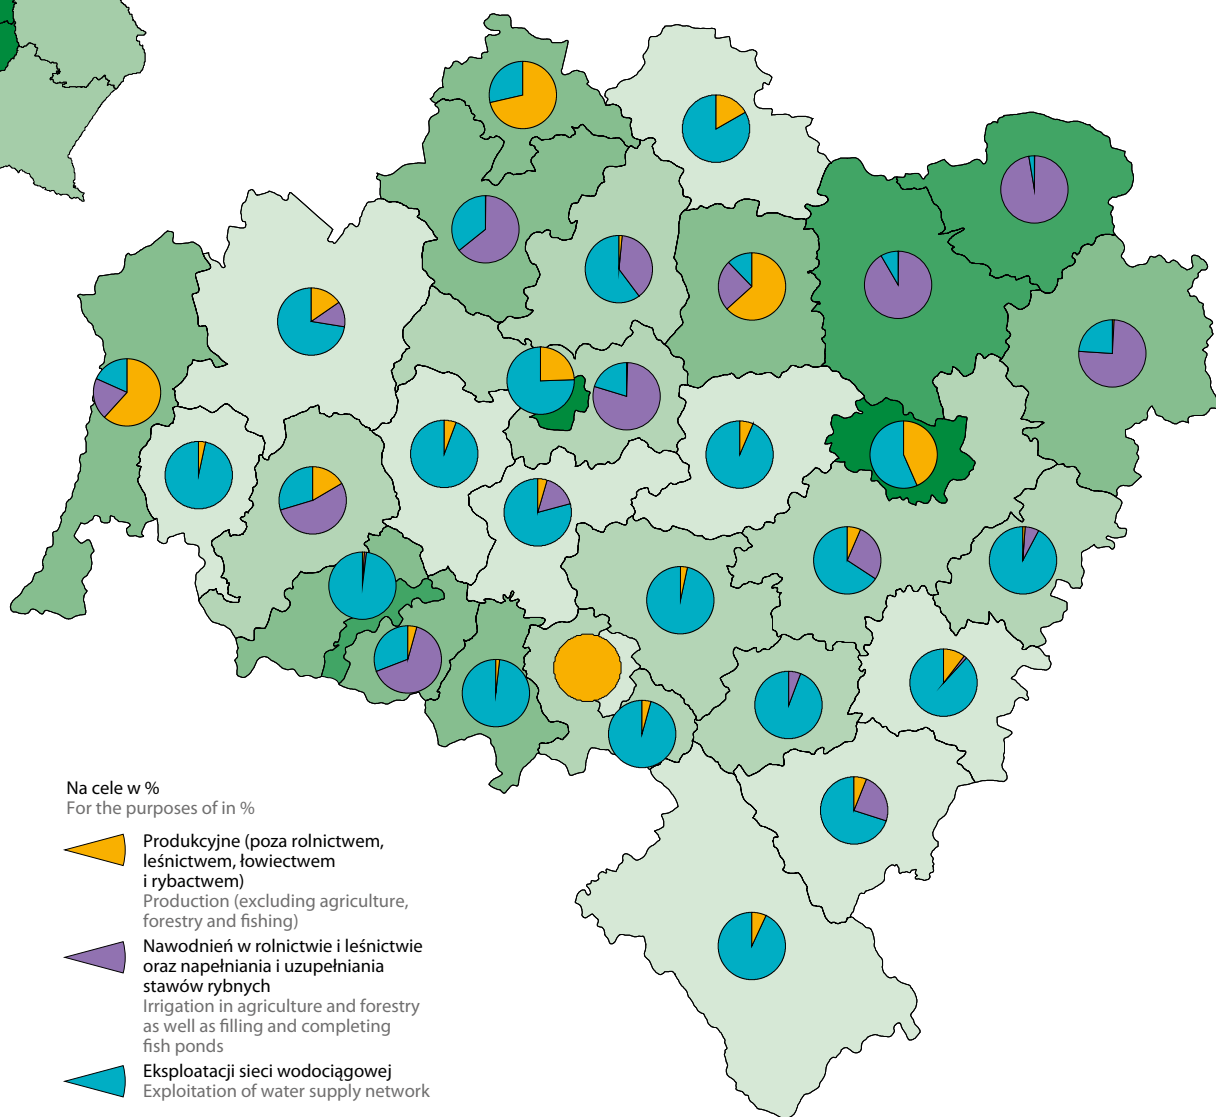 Na cele w %
For the purposes of in %
Produkcyjne (poza rolnictwem,
leśnictwem, łowiectwem
i rybactwem)
Production (excluding agriculture,
forestry and fishing)
Nawodnień w rolnictwie i leśnictwie
oraz napełniania i uzupełniania
stawów rybnych
Irrigation in agriculture and forestry
as well as filling and completing
fish ponds
Eksploatacji sieci wodociągowej
Exploitation of water supply network